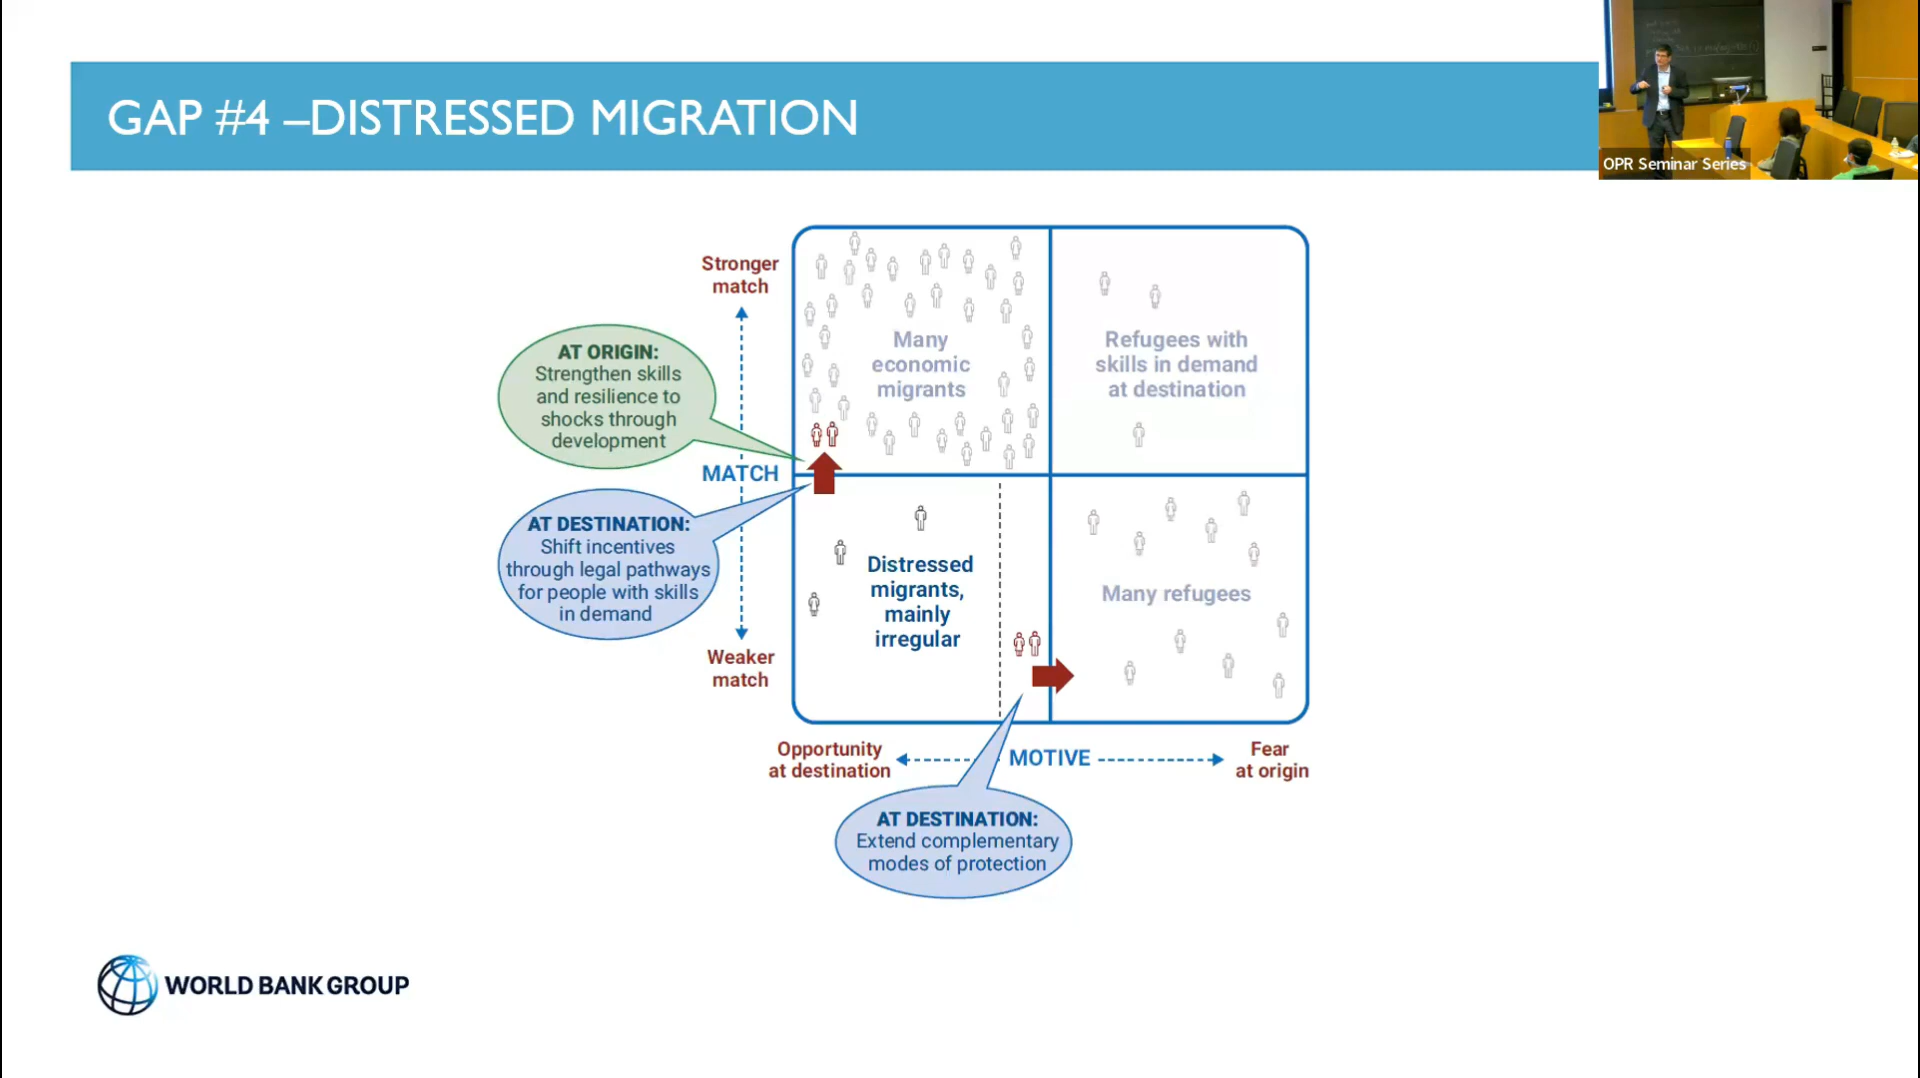 GAP #4 –DISTRESSED MIGRATION
OPR Seminar Series
Stronger
match
AT ORIGIN:
Strengthen skills
and resilience to
shocks through
development
MATCH
AT DESTINATION:
Shift incentives
through legal pathways
for people with skills
in demand
Weaker
match
Many
economic
migrants
Refugees with
skills in demand
at destination
Distressed
migrants,
mainly
irregular
Many refugees
Opportunity
at destination
MOTIVE
Fear
at origin
AT DESTINATION:
Extend complementary
modes of protection
WORLD BANK GROUP